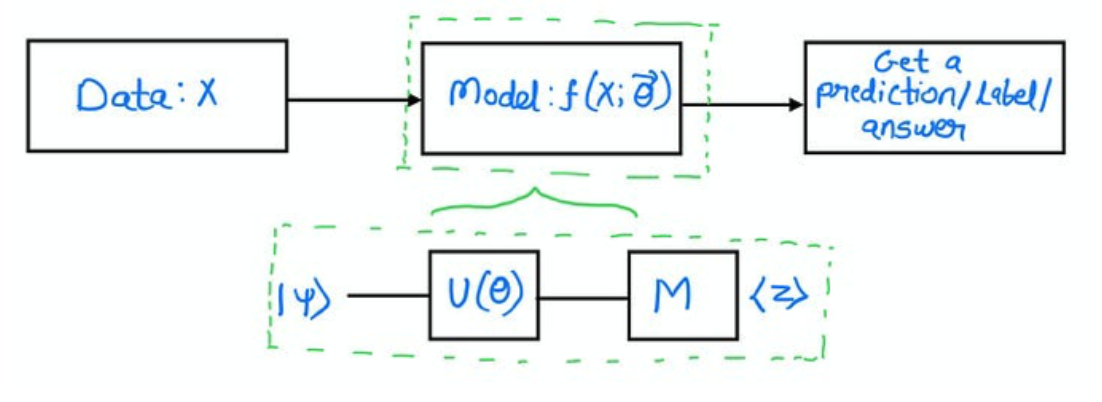 Data: X
Model: f(x; θ⃗)
Get a
prediction/Label/
answer
|ψ⟩
U(θ)
M
⟨z⟩